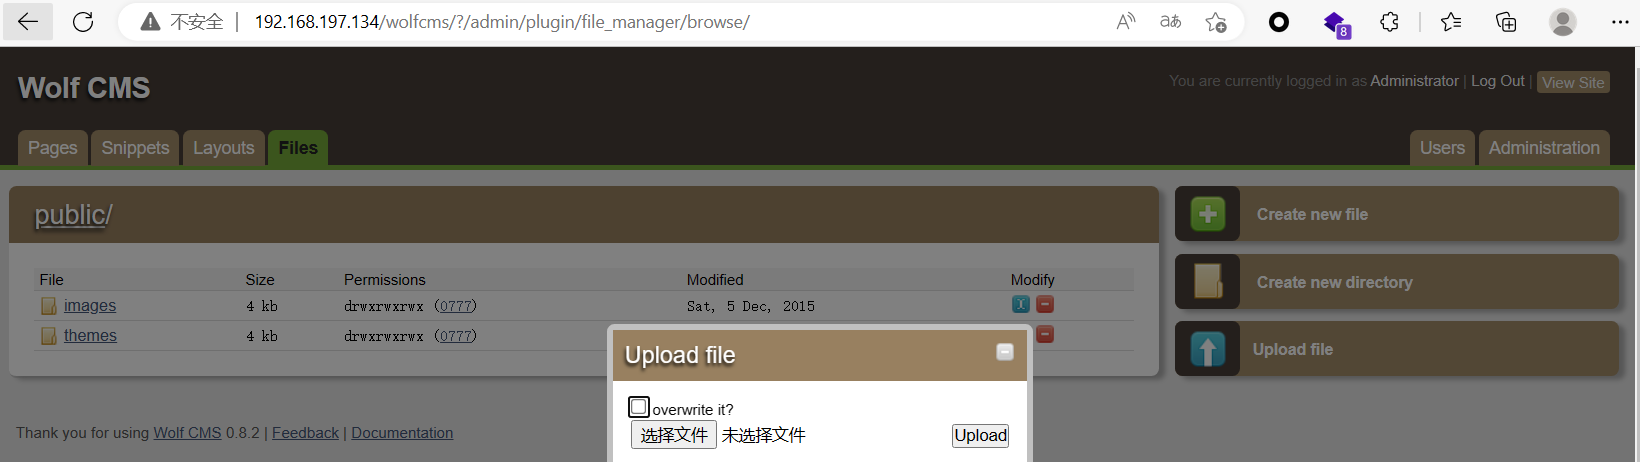 不安全 | 192.168.197.134/wolfcms/?/admin/plugin/file_manager/browse/
8
Wolf CMS
You are currently logged in as Administrator | Log Out | View Site
Pages Snippets Layouts Files Users Administration
public/
File Size Permissions Modified Modify
images 4 kb drwxrwxrwx (0777) Sat, 5 Dec, 2015
themes 4 kb drwxrwxrwx (0777)
Create new file
Create new directory
Upload file
Upload file
overwrite it?
选择文件 未选择文件 Upload
Thank you for using Wolf CMS 0.8.2 | Feedback | Documentation